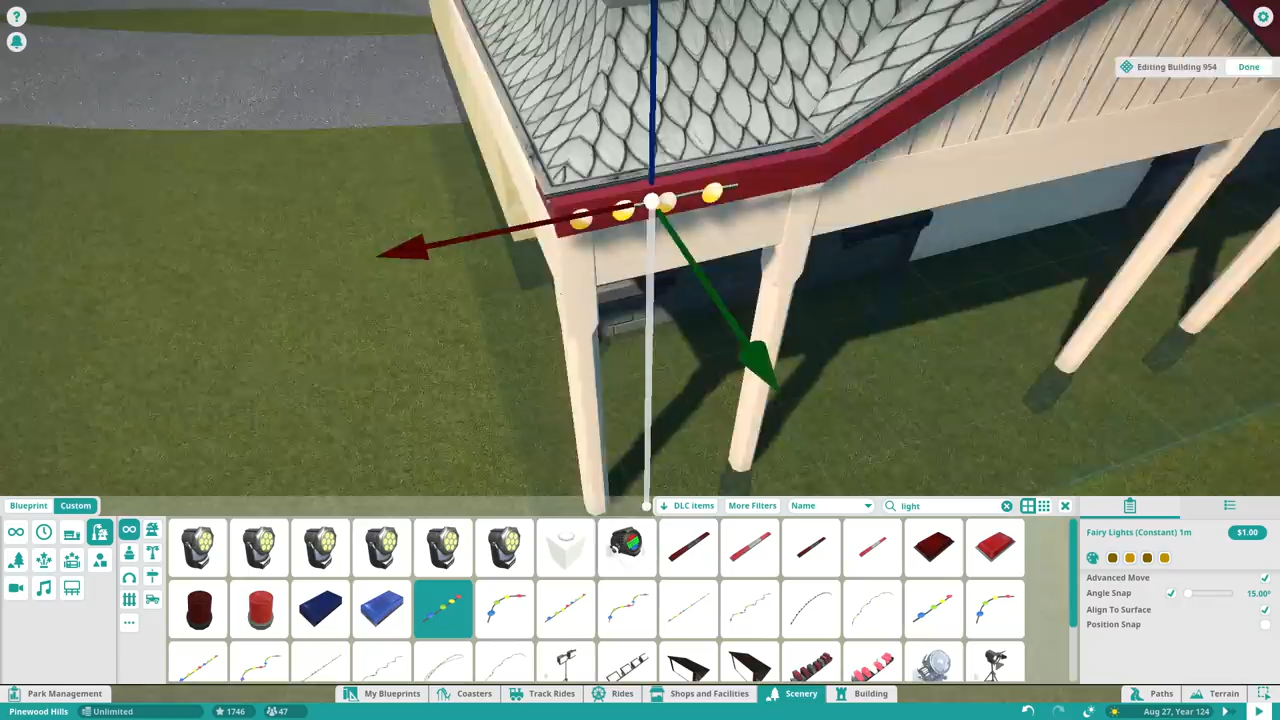 Editing Building 954
Done
Blueprint
Custom
DLC items
More Filters
Name
light
Fairy Lights (Constant) 1m
$1.00
Advanced Move
Angle Snap
15.00°
Align To Surface
Position Snap
Park Management
My Blueprints
Coasters
Track Rides
Rides
Shops and Facilities
Scenery
Building
Paths
Terrain
Pinewood Hills
Unlimited
1746
47
Aug 27, Year 124